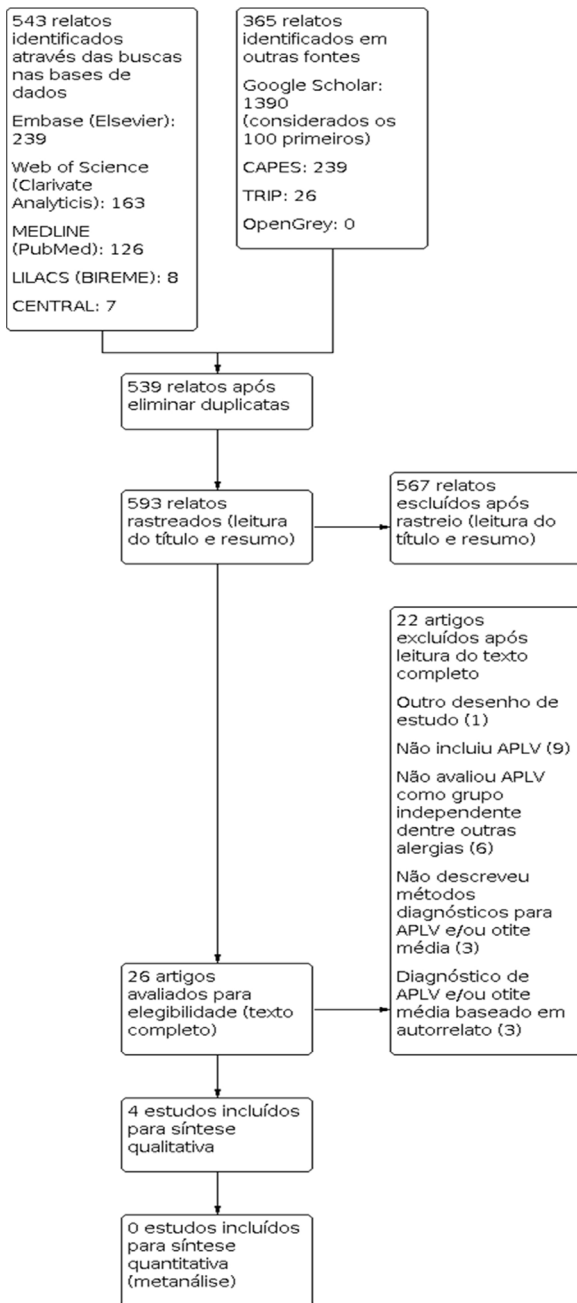 543 relatos
identificados
através das buscas
nas bases de
dados
Embase (Elsevier):
239
Web of Science
(Clarivate
Analyticis): 163
MEDLINE
(PubMed): 126
LILACS (BIREME): 8
CENTRAL: 7
365 relatos
identificados em
outras fontes
Google Scholar:
1390
(considerados os
100 primeiros)
CAPES: 239
TRIP: 26
OpenGrey: 0
539 relatos após
eliminar duplicatas
593 relatos
rastreados (leitura
do título e resumo)
567 relatos
escluídos após
rastreio (leitura do
título e resumo)
22 artigos
excluídos após
leitura do texto
completo
Outro desenho de
estudo (1)
Não incluiu APLV (9)
Não avaliou APLV
como grupo
independente
dentre outras
alergias (6)
Não descreveu
métodos
diagnósticos para
APLV e/ou otite
média (3)
Diagnóstico de
APLV e/ou otite
média baseado em
autorrelato (3)
26 artigos
avaliados para
elegibilidade (texto
completo)
4 estudos incluídos
para síntese
qualitativa
0 estudos incluídos
para síntese
quantitativa
(metanálise)